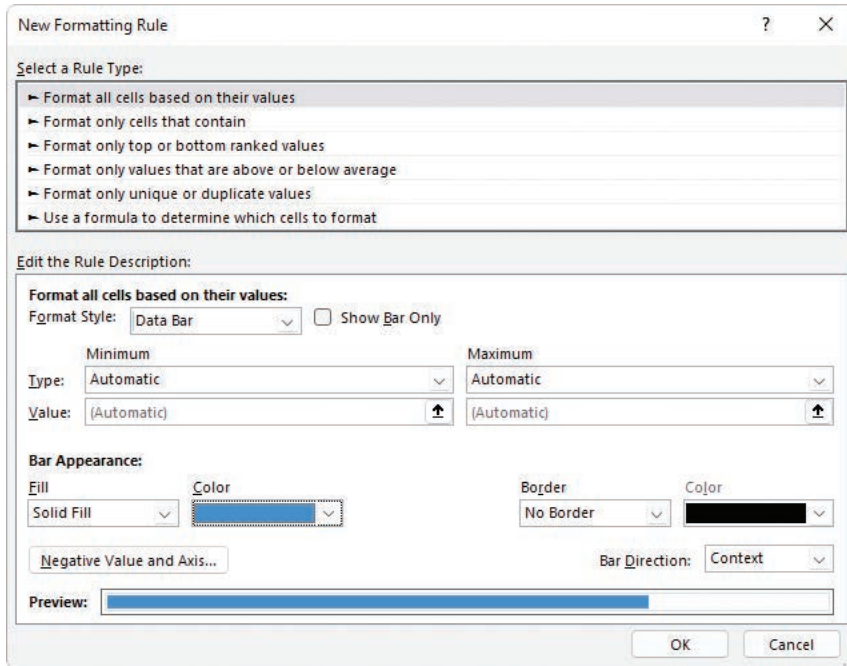 New Formatting Rule ? ×
Select a Rule Type:
► Format all cells based on their values
► Format only cells that contain
► Format only top or bottom ranked values
► Format only values that are above or below average
► Format only unique or duplicate values
► Use a formula to determine which cells to format
Edit the Rule Description:
Format all cells based on their values:
Format Style: Data Bar Show Bar Only
Minimum Maximum
Type: Automatic Automatic
Value: (Automatic) (Automatic)
Bar Appearance:
Fill Color Border Color
Solid Fill No Border
Negative Value and Axis... Bar Direction: Context
Preview:
OK Cancel